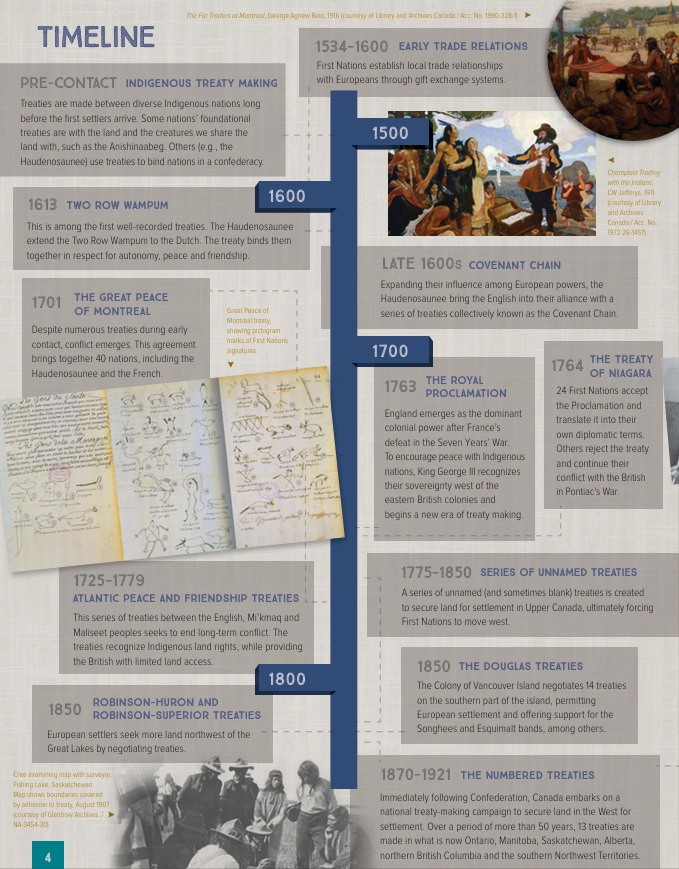 The Fur Traders at Montreal, George Agnew Reid, 1916 (courtesy of Library and Archives Canada / Acc. No. 1990-328-1)
TIMELINE
1534–1600 EARLY TRADE RELATIONS
First Nations establish local trade relationships
with Europeans through gift exchange systems.
PRE-CONTACT INDIGENOUS TREATY MAKING
Treaties are made between diverse Indigenous nations long
before the first settlers arrive. Some nations' foundational
treaties are with the land and the creatures we share the
land with, such as the Anishinaabeg. Others (e.g., the
Haudenosaunee) use treaties to bind nations in a confederacy.
1500
Champlain Trading
with the Indians,
CW Jefferys, 1911
(courtesy of Library
and Archives
Canada / Acc. No.
1972-26-1457).
1600
1613 TWO ROW WAMPUM
This is among the first well-recorded treaties. The Haudenosaunee
extend the Two Row Wampum to the Dutch. The treaty binds them
together in respect for autonomy, peace and friendship.
LATE 1600s COVENANT CHAIN
Expanding their influence among European powers, the
Haudenosaunee bring the English into their alliance with a
series of treaties collectively known as the Covenant Chain.
1701 THE GREAT PEACE
OF MONTREAL
Despite numerous treaties during early
contact, conflict emerges. This agreement
brings together 40 nations, including the
Haudenosaunee and the French.
Great Peace of
Montreal treaty,
showing pictogram
marks of First Nations
signatures.
1700
1763 THE ROYAL
PROCLAMATION
England emerges as the dominant
colonial power after France's
defeat in the Seven Years' War.
To encourage peace with Indigenous
nations, King George III recognizes
their sovereignty west of the
eastern British colonies and
begins a new era of treaty making.
1764 THE TREATY
OF NIAGARA
24 First Nations accept
the Proclamation and
translate it into their
own diplomatic terms.
Others reject the treaty
and continue their
conflict with the British
in Pontiac's War.
1725–1779
ATLANTIC PEACE AND FRIENDSHIP TREATIES
This series of treaties between the English, Mi'kmaq and
Maliseet peoples seeks to end long-term conflict. The
treaties recognize Indigenous land rights, while providing
the British with limited land access.
1775–1850 SERIES OF UNNAMED TREATIES
A series of unnamed (and sometimes blank) treaties is created
to secure land for settlement in Upper Canada, ultimately forcing
First Nations to move west.
1800
1850 THE DOUGLAS TREATIES
The Colony of Vancouver Island negotiates 14 treaties
on the southern part of the island, permitting
European settlement and offering support for the
Songhees and Esquimalt bands, among others.
1850 ROBINSON-HURON AND
ROBINSON-SUPERIOR TREATIES
European settlers seek more land northwest of the
Great Lakes by negotiating treaties.
Cree examining map with surveyor,
Fishing Lake, Saskatchewan.
Map shows boundaries covered
by adhesion to treaty, August 1907
(courtesy of Glenbow Archives /
NA-3454-30).
1870–1921 THE NUMBERED TREATIES
Immediately following Confederation, Canada embarks on a
national treaty-making campaign to secure land in the West for
settlement. Over a period of more than 50 years, 13 treaties are
made in what is now Ontario, Manitoba, Saskatchewan, Alberta,
northern British Columbia and the southern Northwest Territories.
4